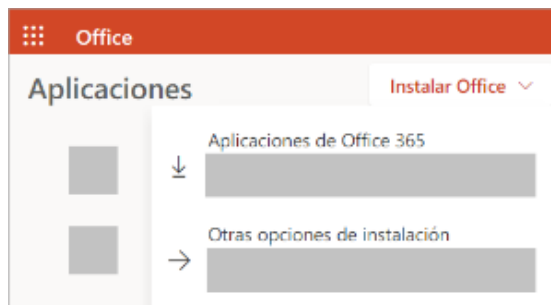 Office
Aplicaciones
Instalar Office
Aplicaciones de Office 365
Otras opciones de instalación